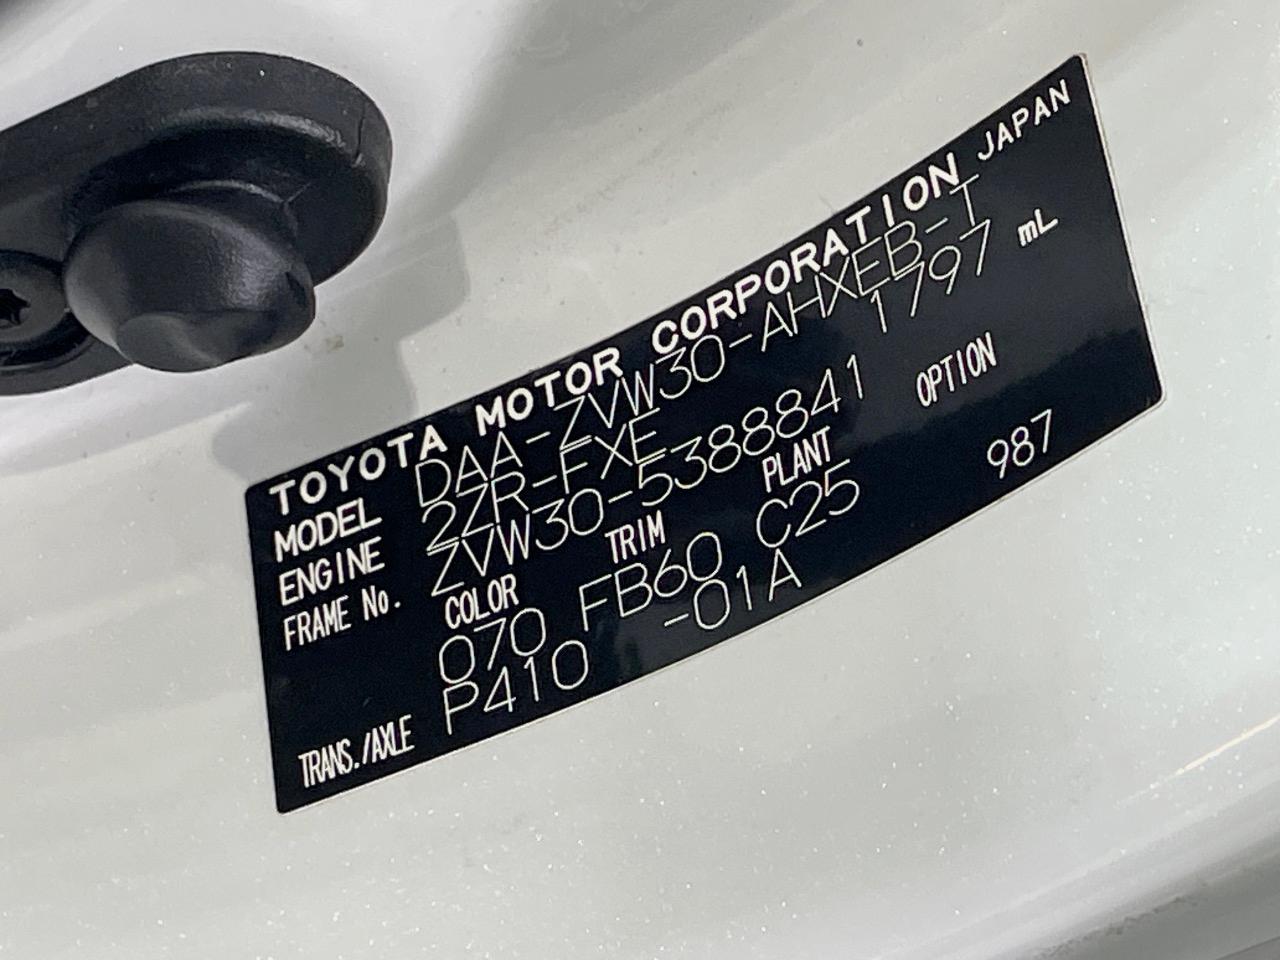 TOYOTA MOTOR CORPORATION JAPAN
MODEL DAA-ZVW30-AHXEB-T
ENGINE 2ZR-FXE 1797 mL
FRAME No. ZVW30-5388841
COLOR TRIM PLANT OPTION
070 FB60 C25 987
TRANS./AXLE P410 -01A